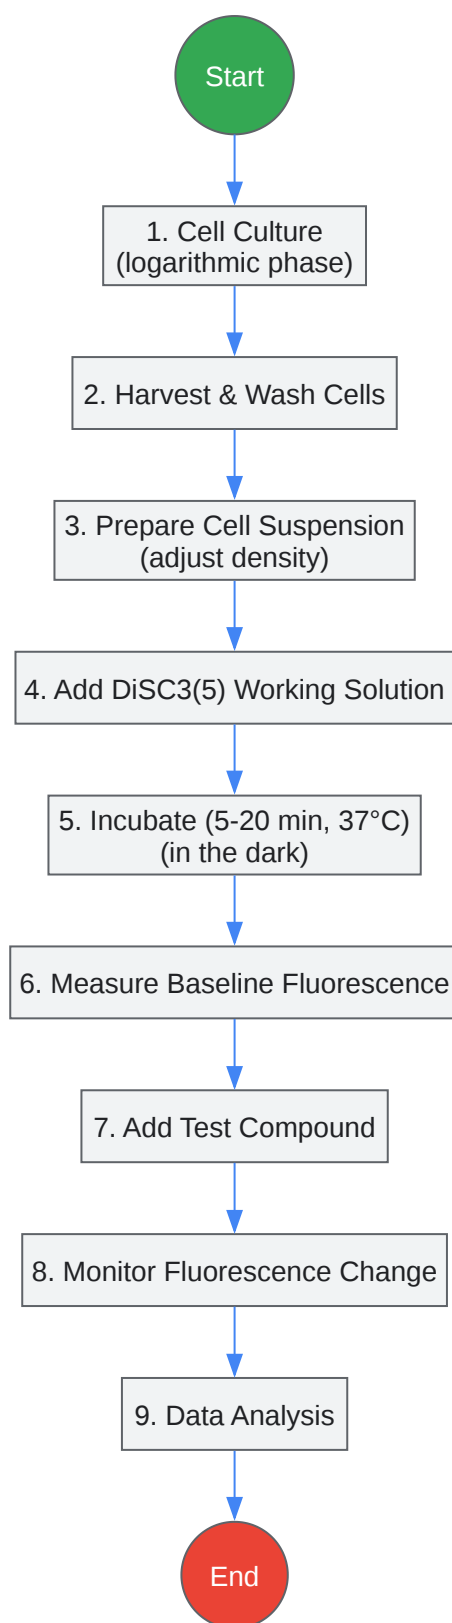 Start
1. Cell Culture
(logarithmic phase)
2. Harvest & Wash Cells
3. Prepare Cell Suspension
(adjust density)
4. Add DiSC3(5) Working Solution
5. Incubate (5-20 min, 37°C)
(in the dark)
6. Measure Baseline Fluorescence
7. Add Test Compound
8. Monitor Fluorescence Change
9. Data Analysis
End